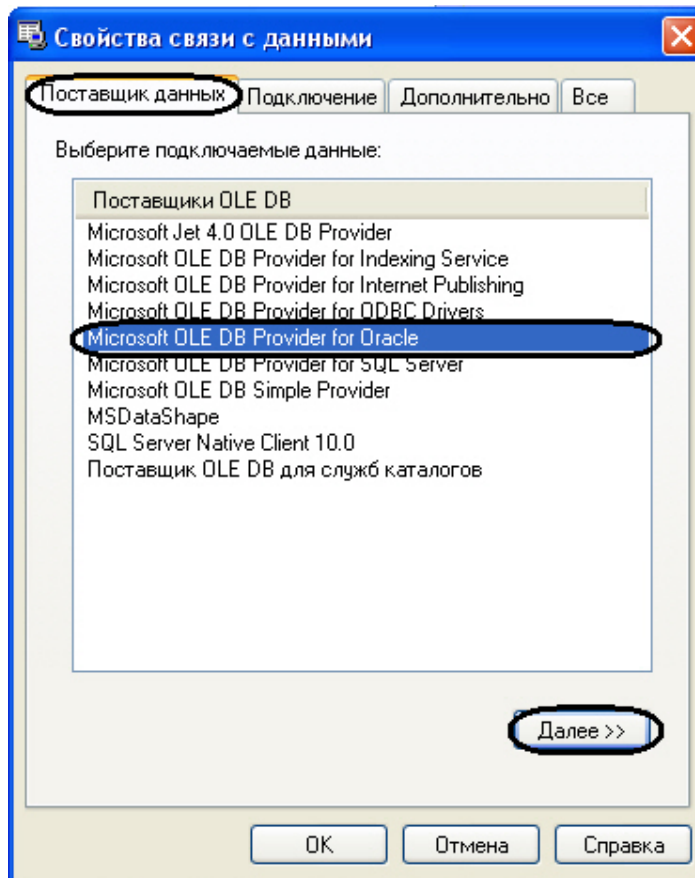 Свойства связи с данными
Поставщик данных Подключение Дополнительно Все
Выберите подключаемые данные:
Поставщики OLE DB
Microsoft Jet 4.0 OLE DB Provider
Microsoft OLE DB Provider for Indexing Service
Microsoft OLE DB Provider for Internet Publishing
Microsoft OLE DB Provider for ODBC Drivers
Microsoft OLE DB Provider for Oracle
Microsoft OLE DB Provider for SQL Server
Microsoft OLE DB Simple Provider
MSDataShape
SQL Server Native Client 10.0
Поставщик OLE DB для служб каталогов
Далее >>
OK Отмена Справка